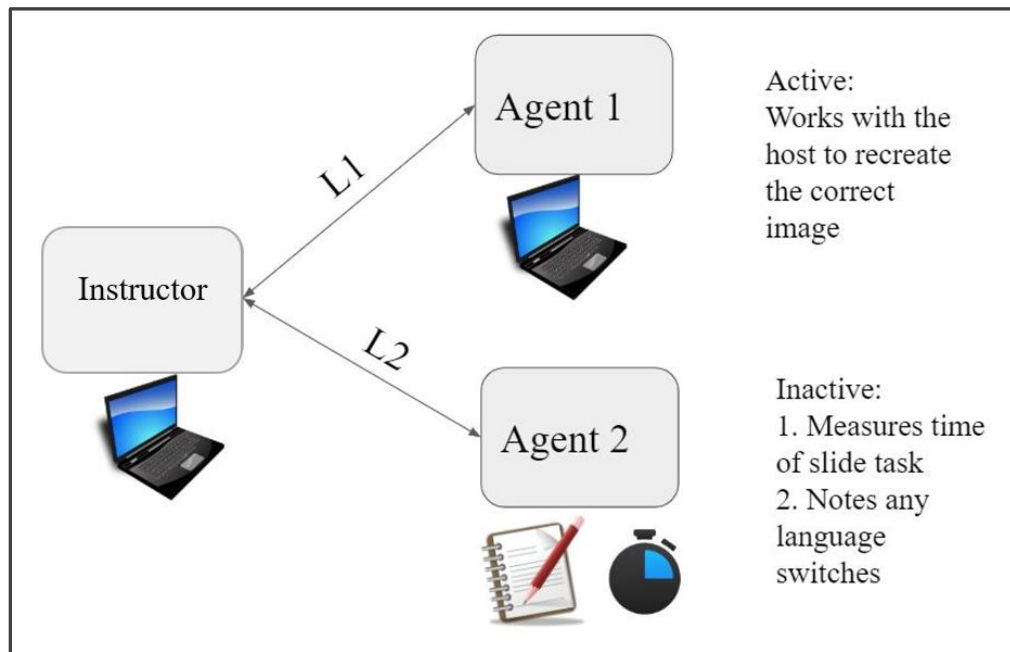 Agent 1
Active:
Works with the
host to recreate
the correct
image
L1
Instructor
L2
Agent 2
Inactive:
1. Measures time
of slide task
2. Notes any
language
switches